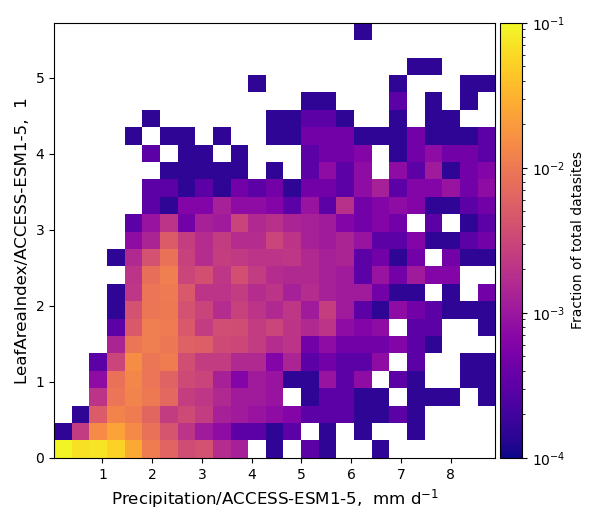 LeafAreaIndex/ACCESS-ESM1-5, 1
5
4
3
2
1
0
1 2 3 4 5 6 7 8
Precipitation/ACCESS-ESM1-5, mm d⁻¹
10⁻¹
10⁻²
10⁻³
10⁻⁴
Fraction of total datasites